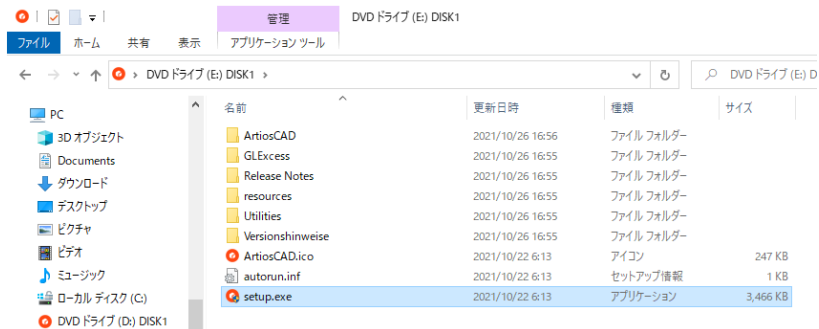 管理 DVD ドライブ (E:) DISK1
ファイル ホーム 共有 表示 アプリケーション ツール
DVD ドライブ (E:) DISK1 DVD ドライブ (E:) D
名前 更新日時 種類 サイズ
PC
3D オブジェクト
Documents
ダウンロード
デスクトップ
ピクチャ
ビデオ
ミュージック
ローカル ディスク (C:)
DVD ドライブ (D:) DISK1
ArtiosCAD 2021/10/26 16:56 ファイル フォルダー
GLExcess 2021/10/26 16:55 ファイル フォルダー
Release Notes 2021/10/26 16:55 ファイル フォルダー
resources 2021/10/26 16:55 ファイル フォルダー
Utilities 2021/10/26 16:55 ファイル フォルダー
Versionshinweise 2021/10/26 16:55 ファイル フォルダー
ArtiosCAD.ico 2021/10/22 6:13 アイコン 247 KB
autorun.inf 2021/10/22 6:13 セットアップ情報 1 KB
setup.exe 2021/10/22 6:13 アプリケーション 3,466 KB